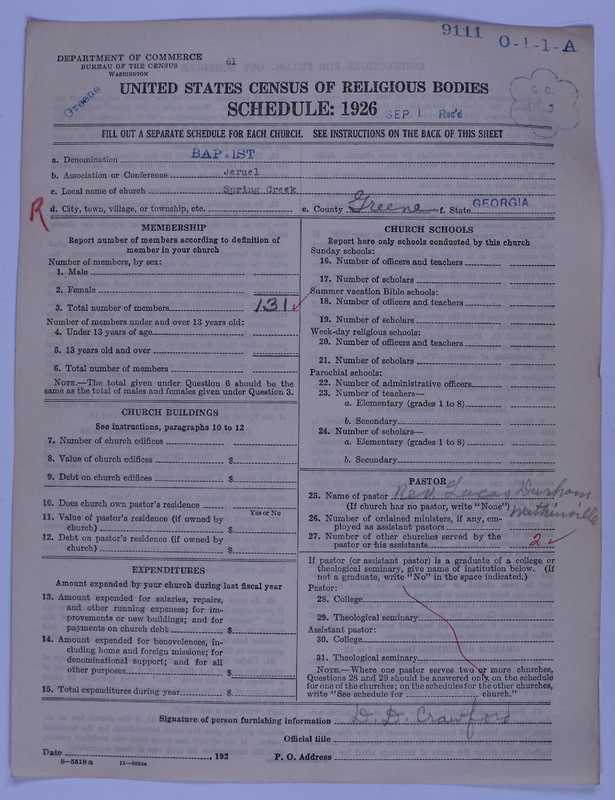 9111 0-1-1-A
DEPARTMENT OF COMMERCE
BUREAU OF THE CENSUS
WASHINGTON
61
Greene
UNITED STATES CENSUS OF RELIGIOUS BODIES
SCHEDULE: 1926
SEP 1 Rec'd
FILL OUT A SEPARATE SCHEDULE FOR EACH CHURCH. SEE INSTRUCTIONS ON THE BACK OF THIS SHEET
a. Denomination BAPTIST
b. Association or Conference Jeruel
c. Local name of church Spring Creek
R d. City, town, village, or township, etc. e. County Greene f. State GEORGIA
MEMBERSHIP
Report number of members according to definition of
member in your church
Number of members, by sex:
1. Male
2. Female
3. Total number of members 131
Number of members under and over 13 years old:
4. Under 13 years of age
5. 13 years old and over
6. Total number of members
NOTE.—The total given under Question 6 should be the
same as the total of males and females given under Question 3.
CHURCH BUILDINGS
See instructions, paragraphs 10 to 12
7. Number of church edifices
8. Value of church edifices $
9. Debt on church edifices $
10. Does church own pastor's residence
Yes or No
11. Value of pastor's residence (if owned by
church) $
12. Debt on pastor's residence (if owned by
church) $
EXPENDITURES
Amount expended by your church during last fiscal year
13. Amount expended for salaries, repairs,
and other running expenses; for im-
provements or new buildings; and for
payments on church debt $
14. Amount expended for benevolences, in-
cluding home and foreign missions; for
denominational support; and for all
other purposes $
15. Total expenditures during year $
CHURCH SCHOOLS
Report here only schools conducted by this church
Sunday schools:
16. Number of officers and teachers
17. Number of scholars
Summer vacation Bible schools:
18. Number of officers and teachers
19. Number of scholars
Week-day religious schools:
20. Number of officers and teachers
21. Number of scholars
Parochial schools:
22. Number of administrative officers
23. Number of teachers—
a. Elementary (grades 1 to 8)
b. Secondary
24. Number of scholars—
a. Elementary (grades 1 to 8)
b. Secondary
PASTOR
25. Name of pastor Rev. Lucas Durham
(If church has no pastor, write "None") Watkinsville
26. Number of ordained ministers, if any, em-
ployed as assistant pastors
27. Number of other churches served by the
pastor or his assistants 2
If pastor (or assistant pastor) is a graduate of a college or
theological seminary, give name of institution below. (If
not a graduate, write "No" in the space indicated.)
Pastor:
28. College
29. Theological seminary
Assistant pastor:
30. College
31. Theological seminary
NOTE.—Where one pastor serves two or more churches,
Questions 28 and 29 should be answered only on the schedule
for one of the churches; on the schedules for the other churches,
write "See schedule for church."
Signature of person furnishing information D. D. Crawford
Official title
Date , 192 P. O. Address
8-5518 a 11-9064a